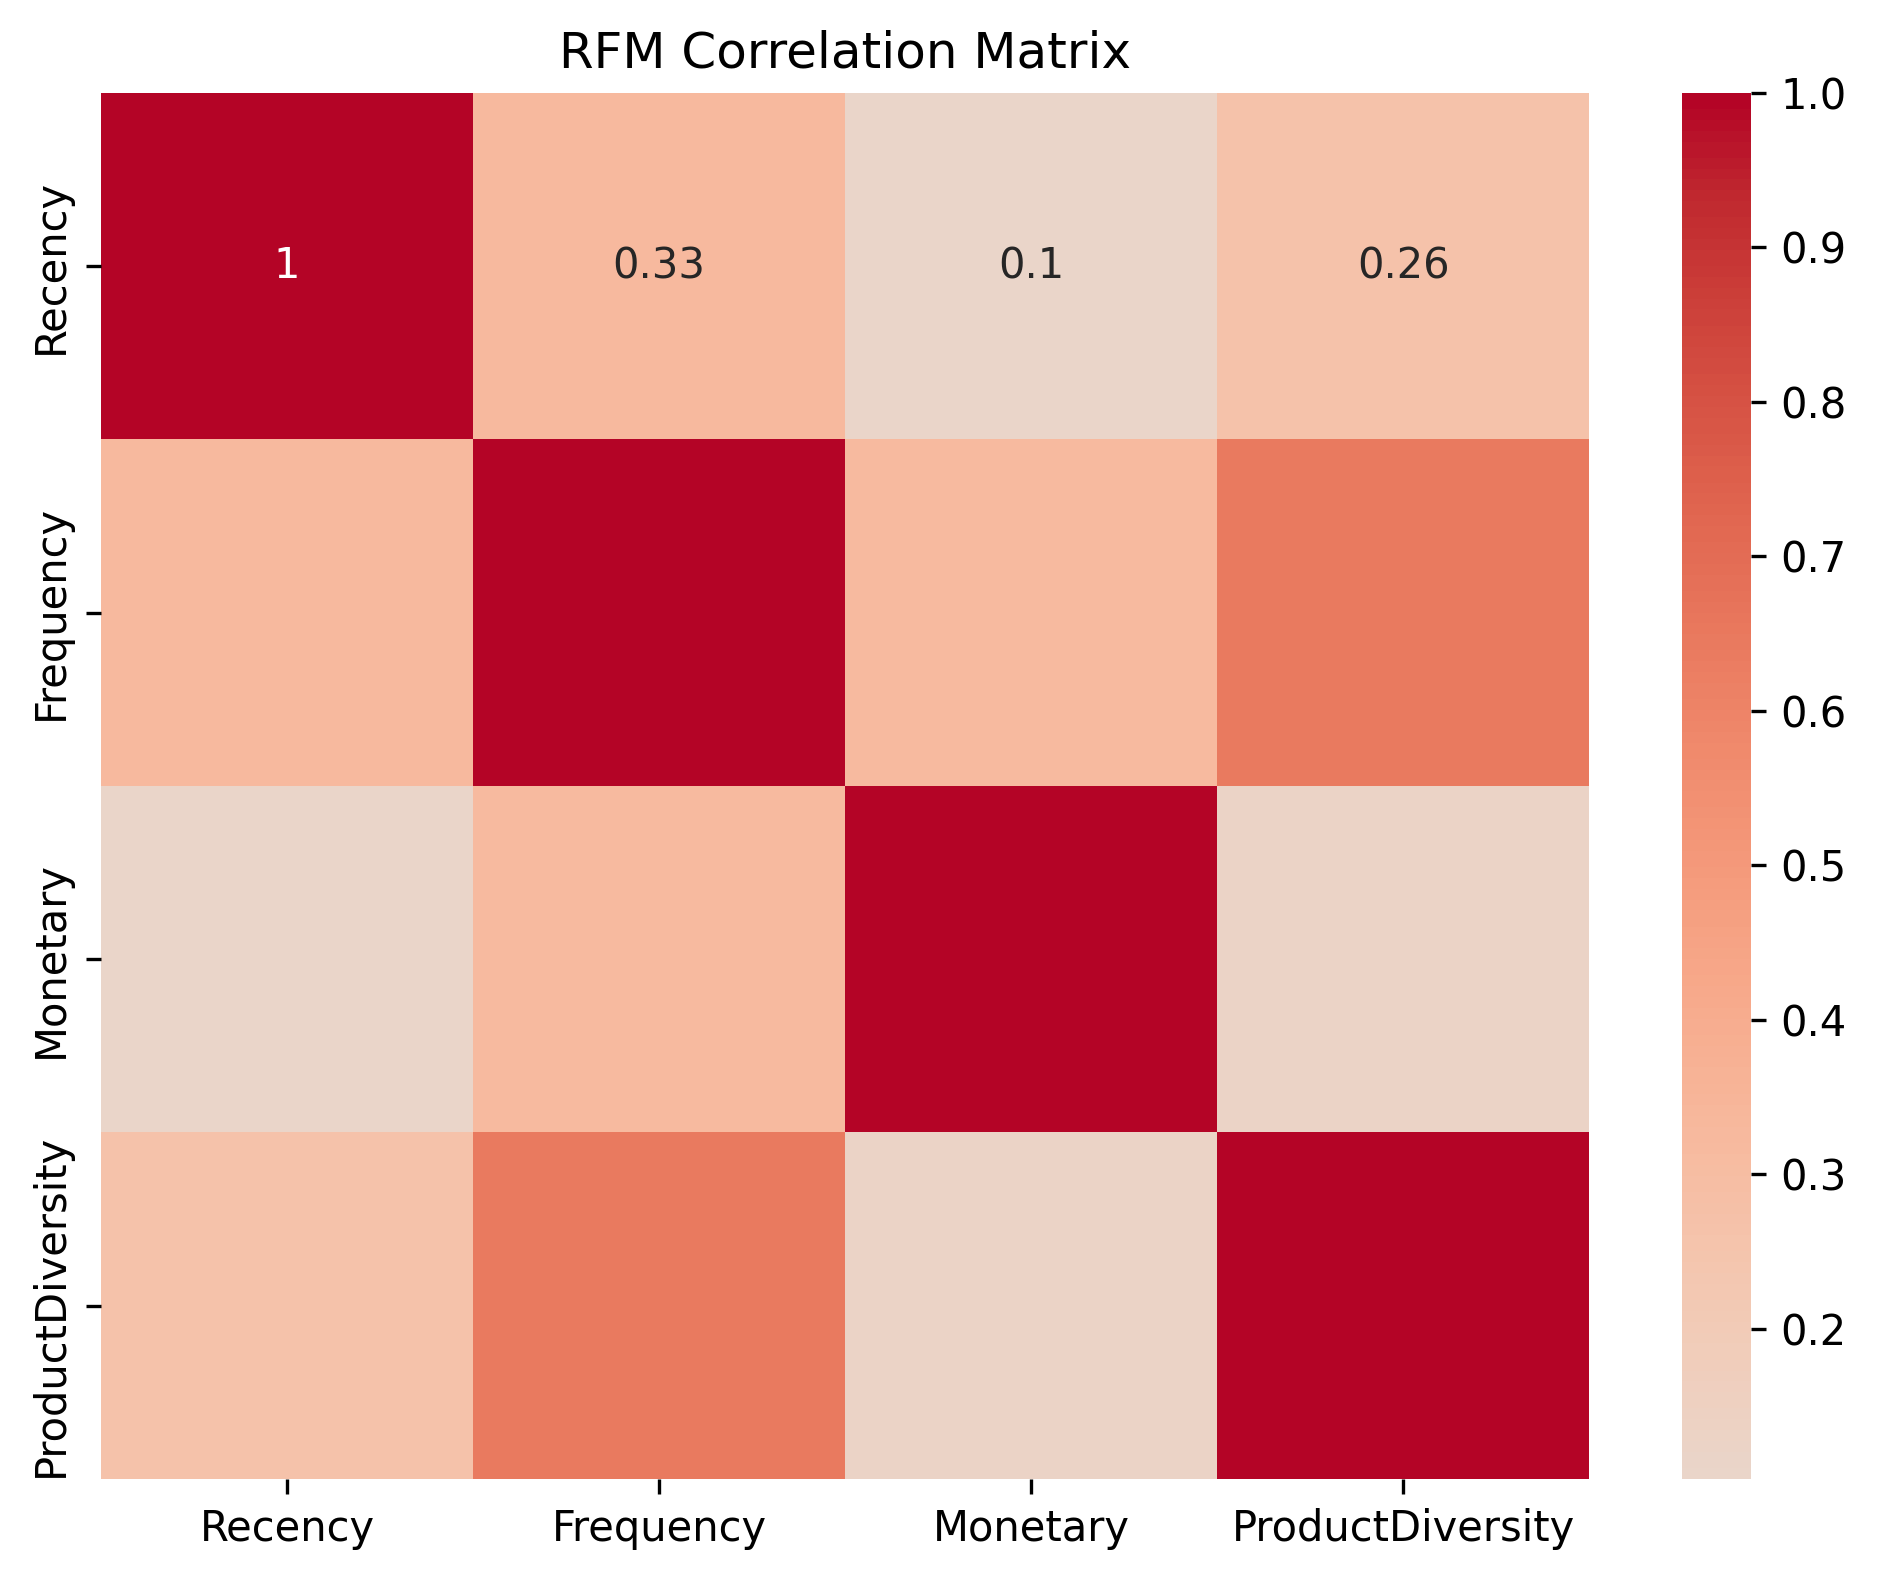 RFM Correlation Matrix
Recency
1
0.33
0.1
0.26
Frequency
Monetary
ProductDiversity
Recency
Frequency
Monetary
ProductDiversity
1.0
0.9
0.8
0.7
0.6
0.5
0.4
0.3
0.2